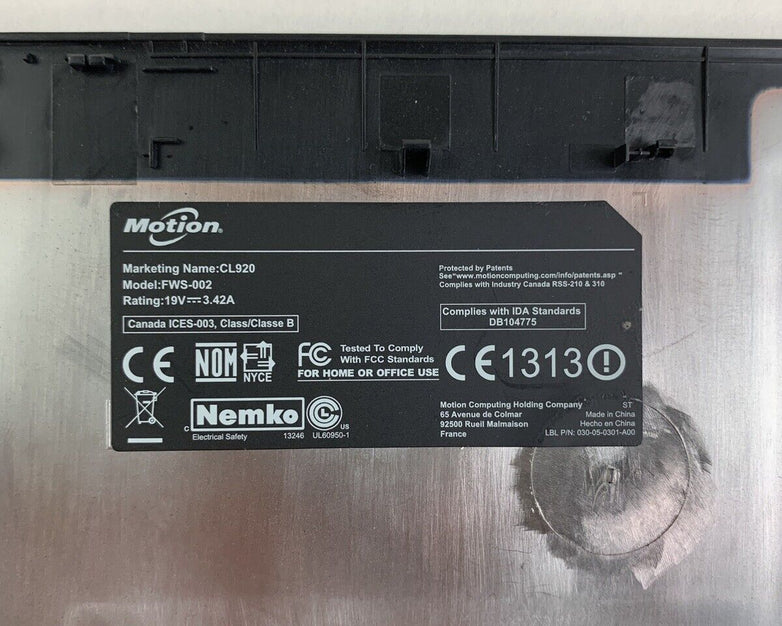 Motion®
Marketing Name:CL920
Model:FWS-002
Rating:19V⎓3.42A
Canada ICES-003, Class/Classe B
Protected by Patents
See"www.motioncomputing.com/info/patents.asp "
Complies with Industry Canada RSS-210 & 310
Complies with IDA Standards
DB104775
CE
NOM
NYCE
FC
Tested To Comply
With FCC Standards
FOR HOME OR OFFICE USE
CE1313!
c Nemko US
Electrical Safety 13246 UL60950-1
Motion Computing Holding Company
65 Avenue de Colmar
92500 Rueil Malmaison
France
ST
Made in China
Hecho en China
LBL P/N: 030-05-0301-A00